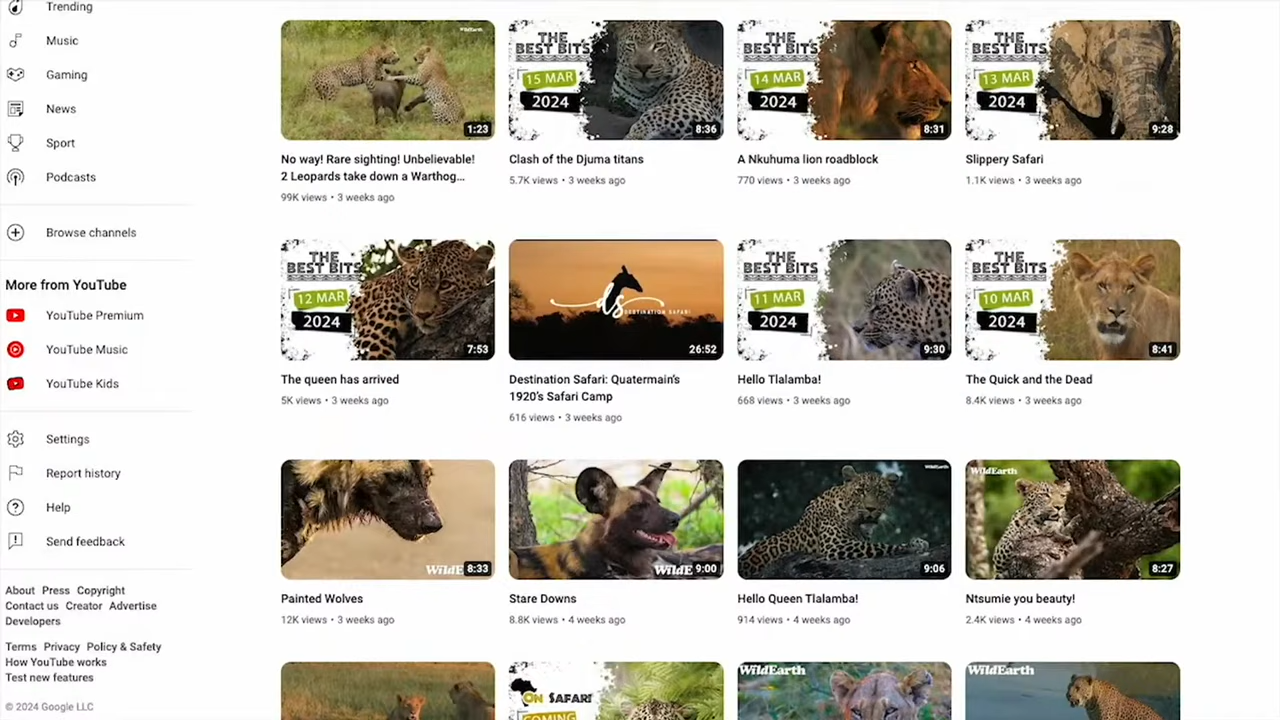 Trending
Music
Gaming
News
Sport
Podcasts
Browse channels
More from YouTube
YouTube Premium
YouTube Music
YouTube Kids
Settings
Report history
Help
Send feedback
About Press Copyright
Contact us Creator Advertise
Developers
Terms Privacy Policy & Safety
How YouTube works
Test new features
© 2024 Google LLC
WildEarth
1:23
No way! Rare sighting! Unbelievable!
2 Leopards take down a Warthog...
99K views • 3 weeks ago
THE
BEST BITS
15 MAR
2024
8:36
Clash of the Djuma titans
5.7K views • 3 weeks ago
THE
BEST BITS
14 MAR
2024
8:31
A Nkuhuma lion roadblock
770 views • 3 weeks ago
THE
BEST BITS
13 MAR
2024
9:28
Slippery Safari
1.1K views • 3 weeks ago
THE
BEST BITS
12 MAR
2024
7:53
The queen has arrived
5K views • 3 weeks ago
ds
DESTINATION SAFARI
26:52
Destination Safari: Quatermain's
1920's Safari Camp
616 views • 3 weeks ago
THE
BEST BITS
11 MAR
2024
9:30
Hello Tlalamba!
668 views • 3 weeks ago
THE
BEST BITS
10 MAR
2024
8:41
The Quick and the Dead
8.4K views • 3 weeks ago
WildE
8:33
Painted Wolves
12K views • 3 weeks ago
WildE
9:00
Stare Downs
8.8K views • 4 weeks ago
WildEarth
9:06
Hello Queen Tlalamba!
914 views • 4 weeks ago
WildEarth
8:27
Ntsumie you beauty!
2.4K views • 4 weeks ago
ON SAFARI
COMING
WildEarth
WildEarth